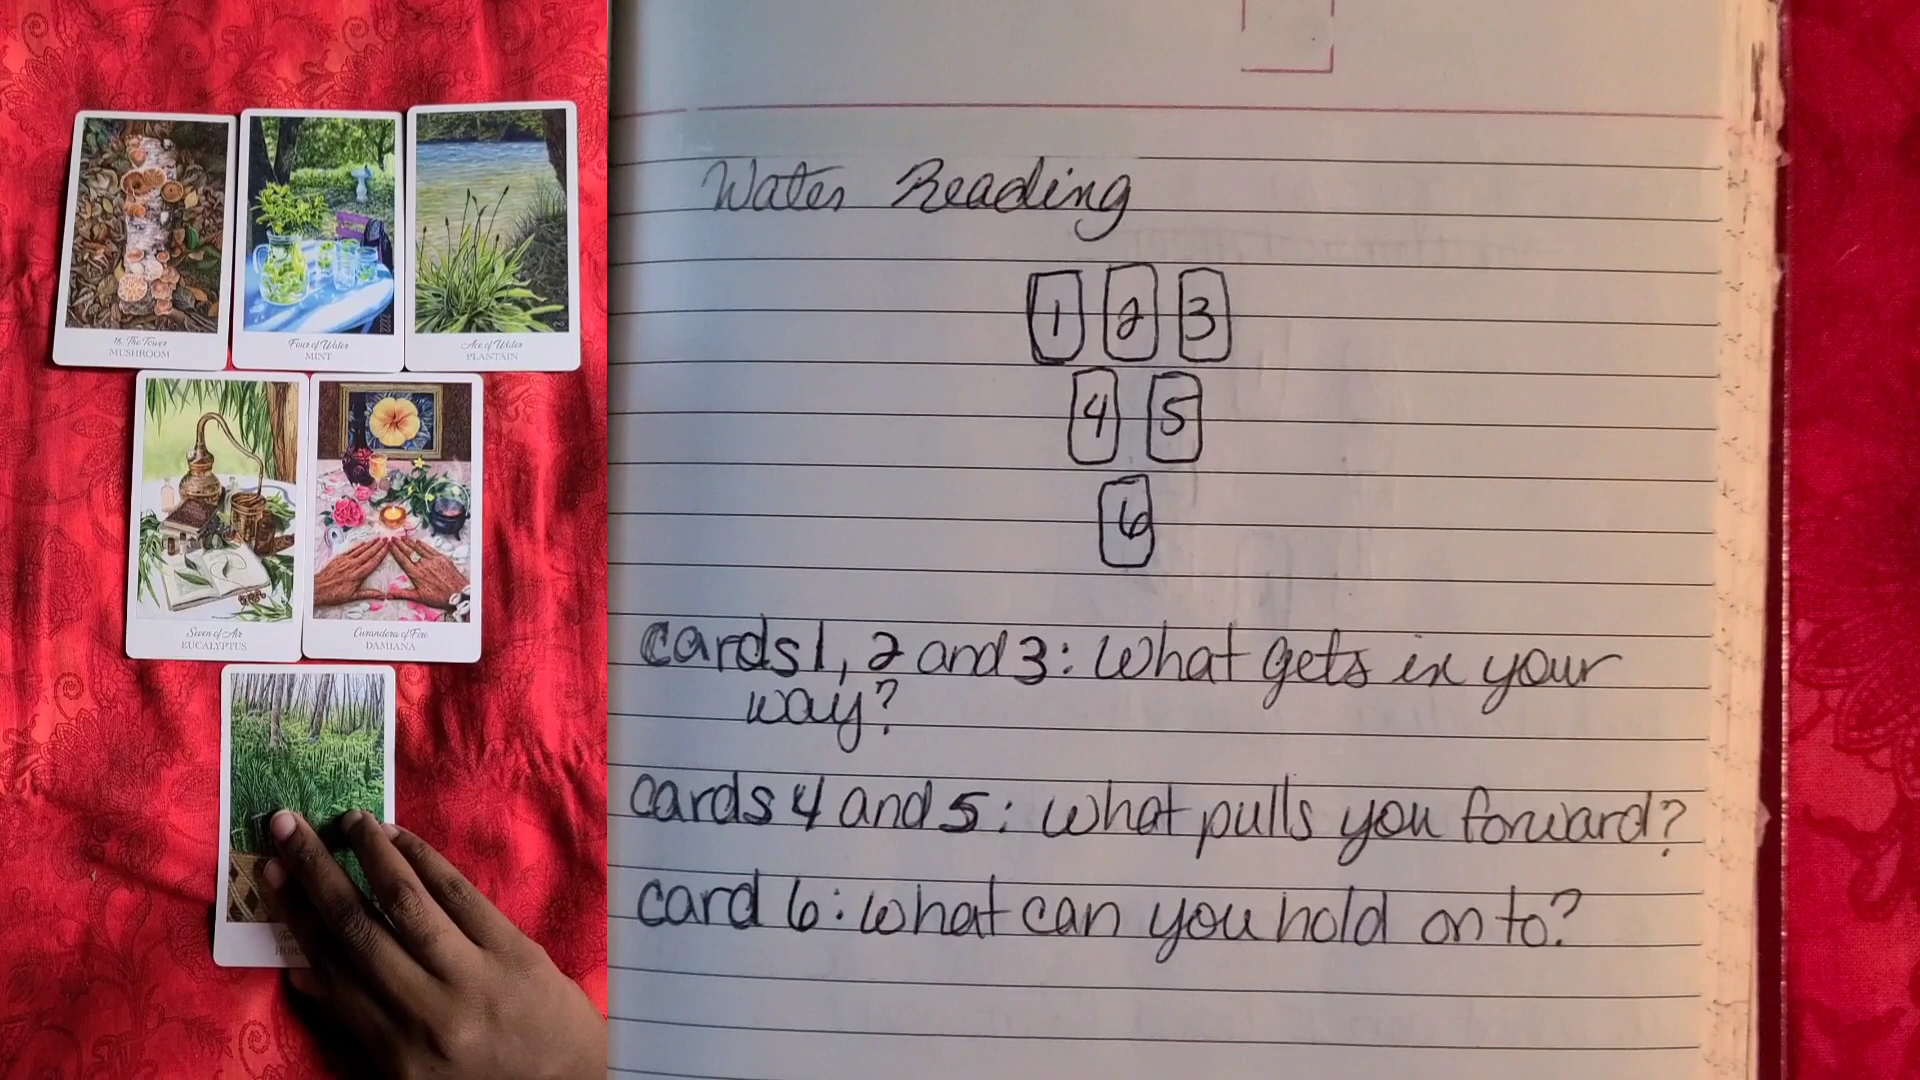 16. The Tower
MUSHROOM
Four of Water
MINT
Ace of Water
PLANTAIN
Seven of Air
EUCALYPTUS
Curandera of Fire
DAMIANA
Water Reading
1 2 3
4 5
6
cards 1, 2 and 3: What gets in your
way?
cards 4 and 5: What pulls you forward?
card 6: what can you hold on to?